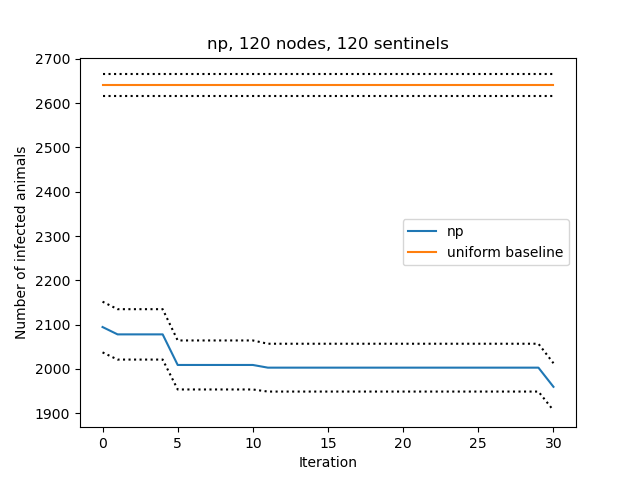 np, 120 nodes, 120 sentinels
2700
2600
2500
2400
2300
2200
2100
2000
1900
Number of infected animals
np
uniform baseline
0 5 10 15 20 25 30
Iteration